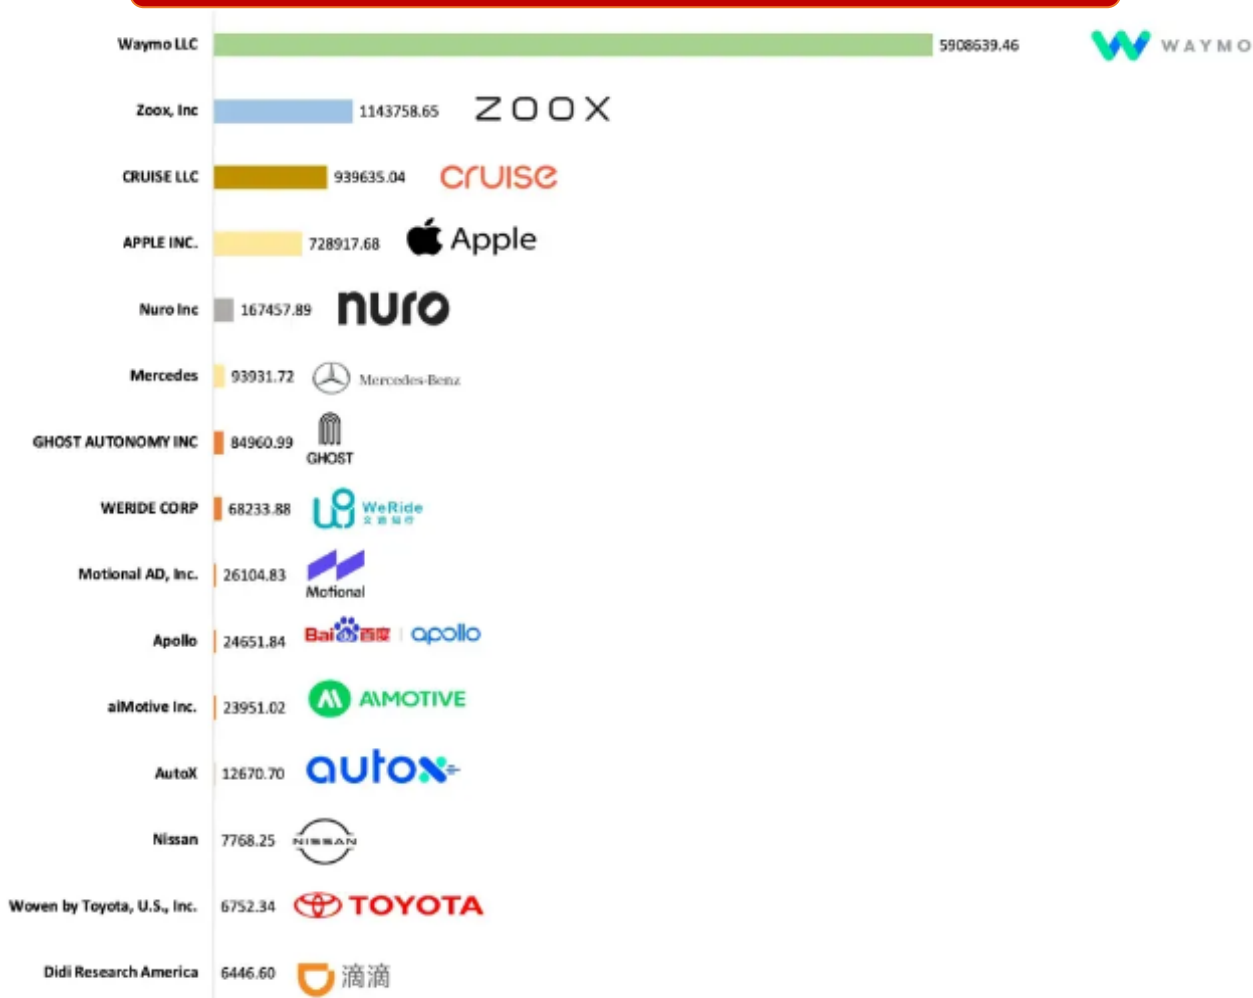 Waymo LLC 5908639.46 WAYMO
Zoox, Inc 1143758.65 ZOOX
CRUISE LLC 939635.04 cruise
APPLE INC. 728917.68 Apple
Nuro Inc 167457.89 nuro
Mercedes 93931.72 Mercedes-Benz
GHOST AUTONOMY INC 84960.99 GHOST
WERIDE CORP 68233.88 WeRide
文远知行
Motional AD, Inc. 26104.83 Motional
Apollo 24651.84 Bai百度 apollo
aiMotive Inc. 23951.02 AIMOTIVE
AutoX 12670.70 autox
Nissan 7768.25 NISSAN
Woven by Toyota, U.S., Inc. 6752.34 TOYOTA
Didi Research America 6446.60 滴滴